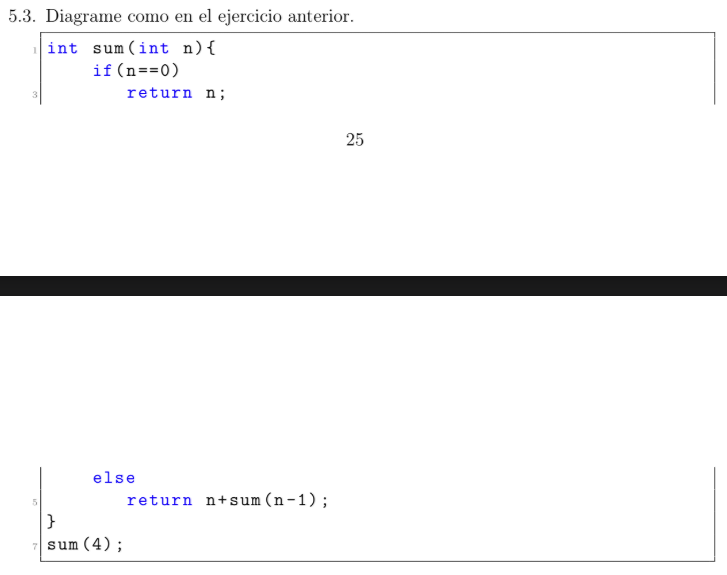 5.3. Diagrame como en el ejercicio anterior.
1 int sum(int n){
if(n==0)
3 return n;
25
else
5 return n+sum(n-1);
}
7 sum(4);